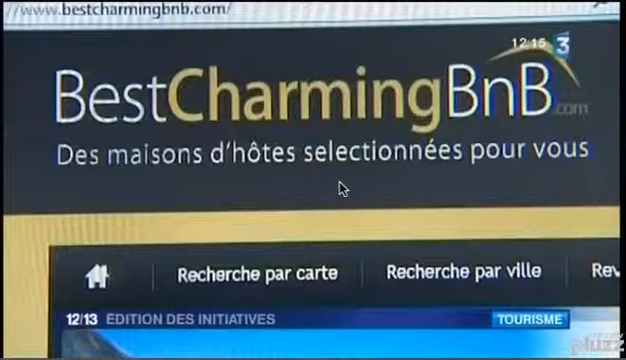 //www.bestcharmingbnb.com/
12:15 3
BestCharmingBnB.com
Des maisons d'hôtes selectionnées pour vous
Recherche par carte
Recherche par ville
12/13 EDITION DES INITIATIVES
TOURISME
pluzz